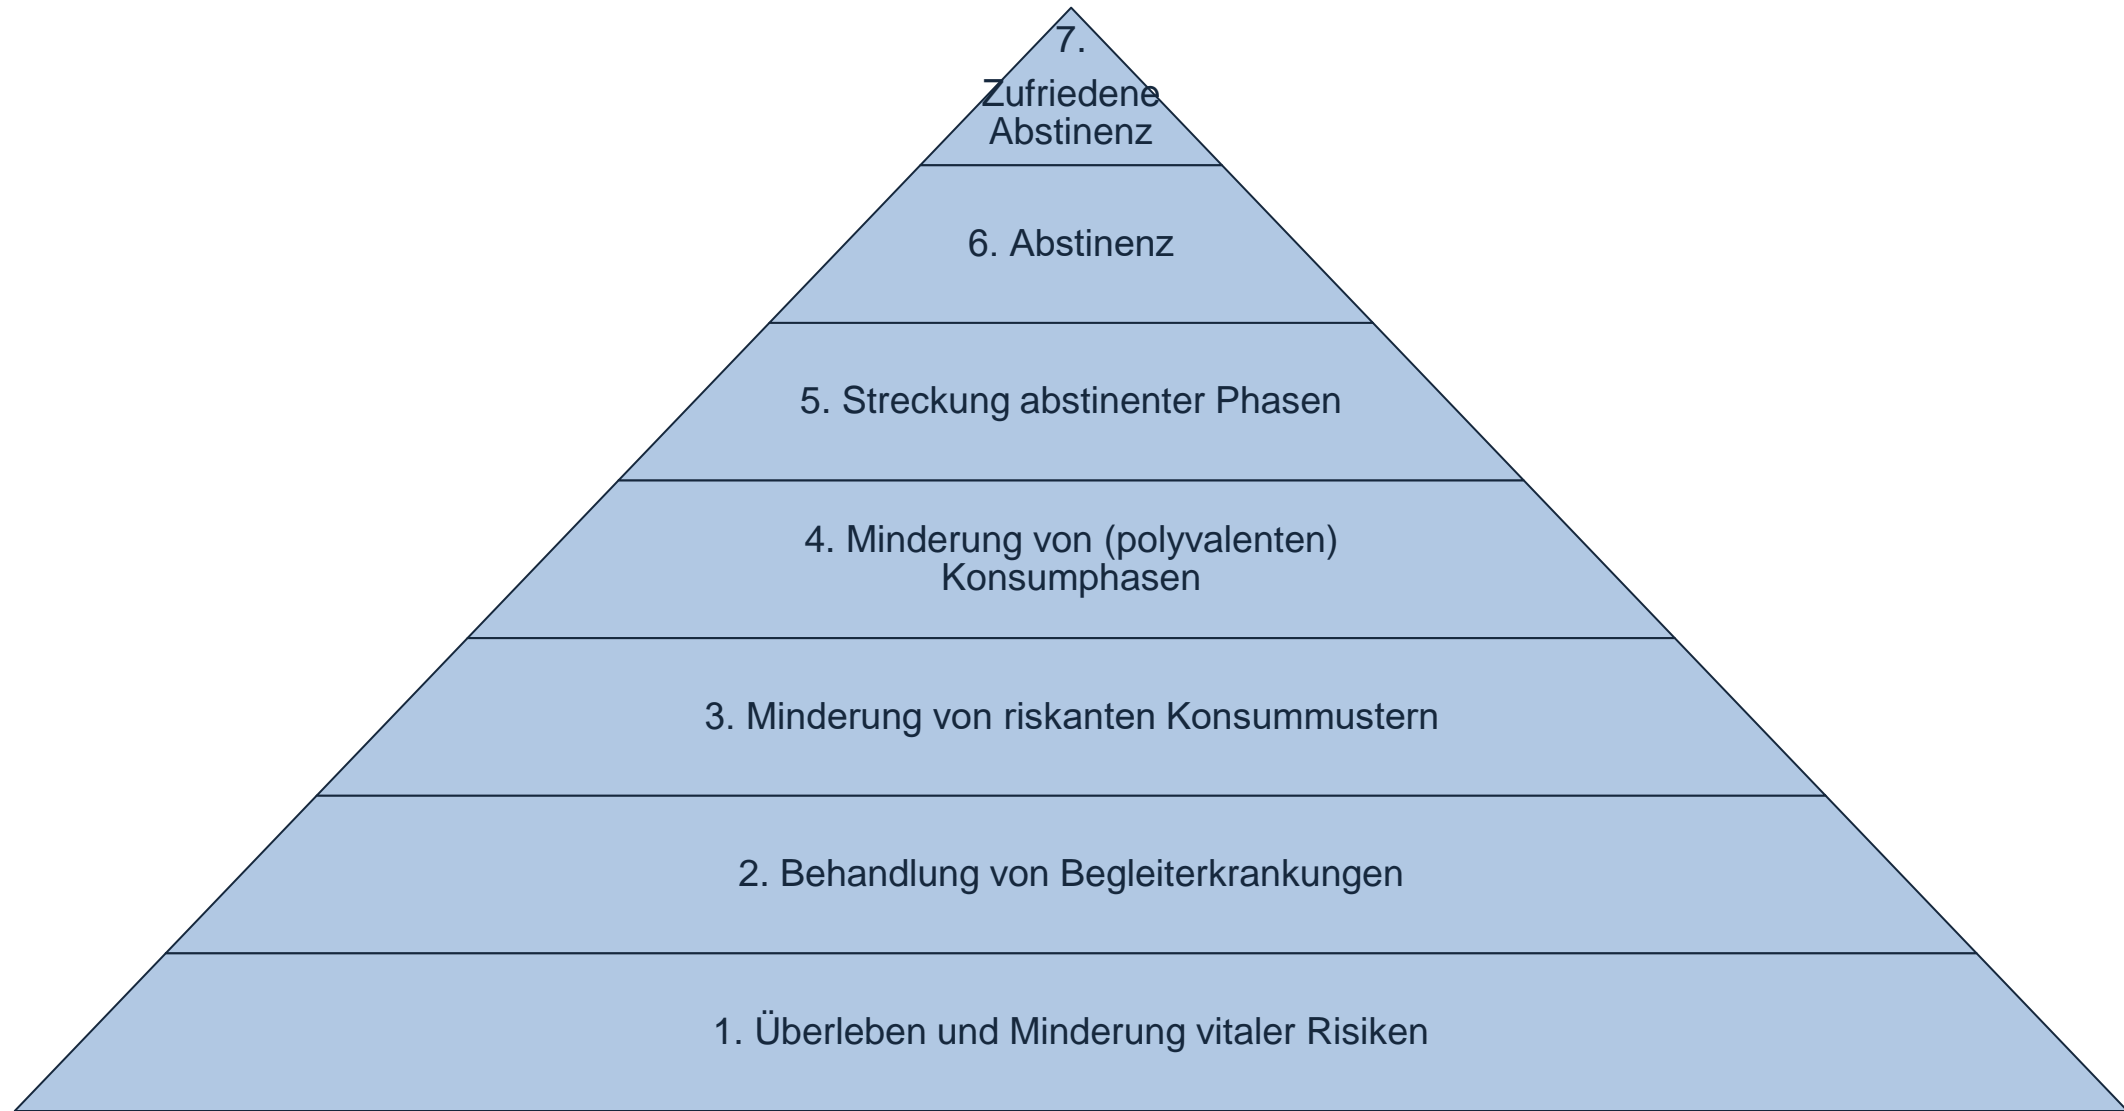 7.
Zufriedene
Abstinenz
6. Abstinenz
5. Streckung abstinenter Phasen
4. Minderung von (polyvalenten)
Konsumphasen
3. Minderung von riskanten Konsummustern
2. Behandlung von Begleiterkrankungen
1. Überleben und Minderung vitaler Risiken